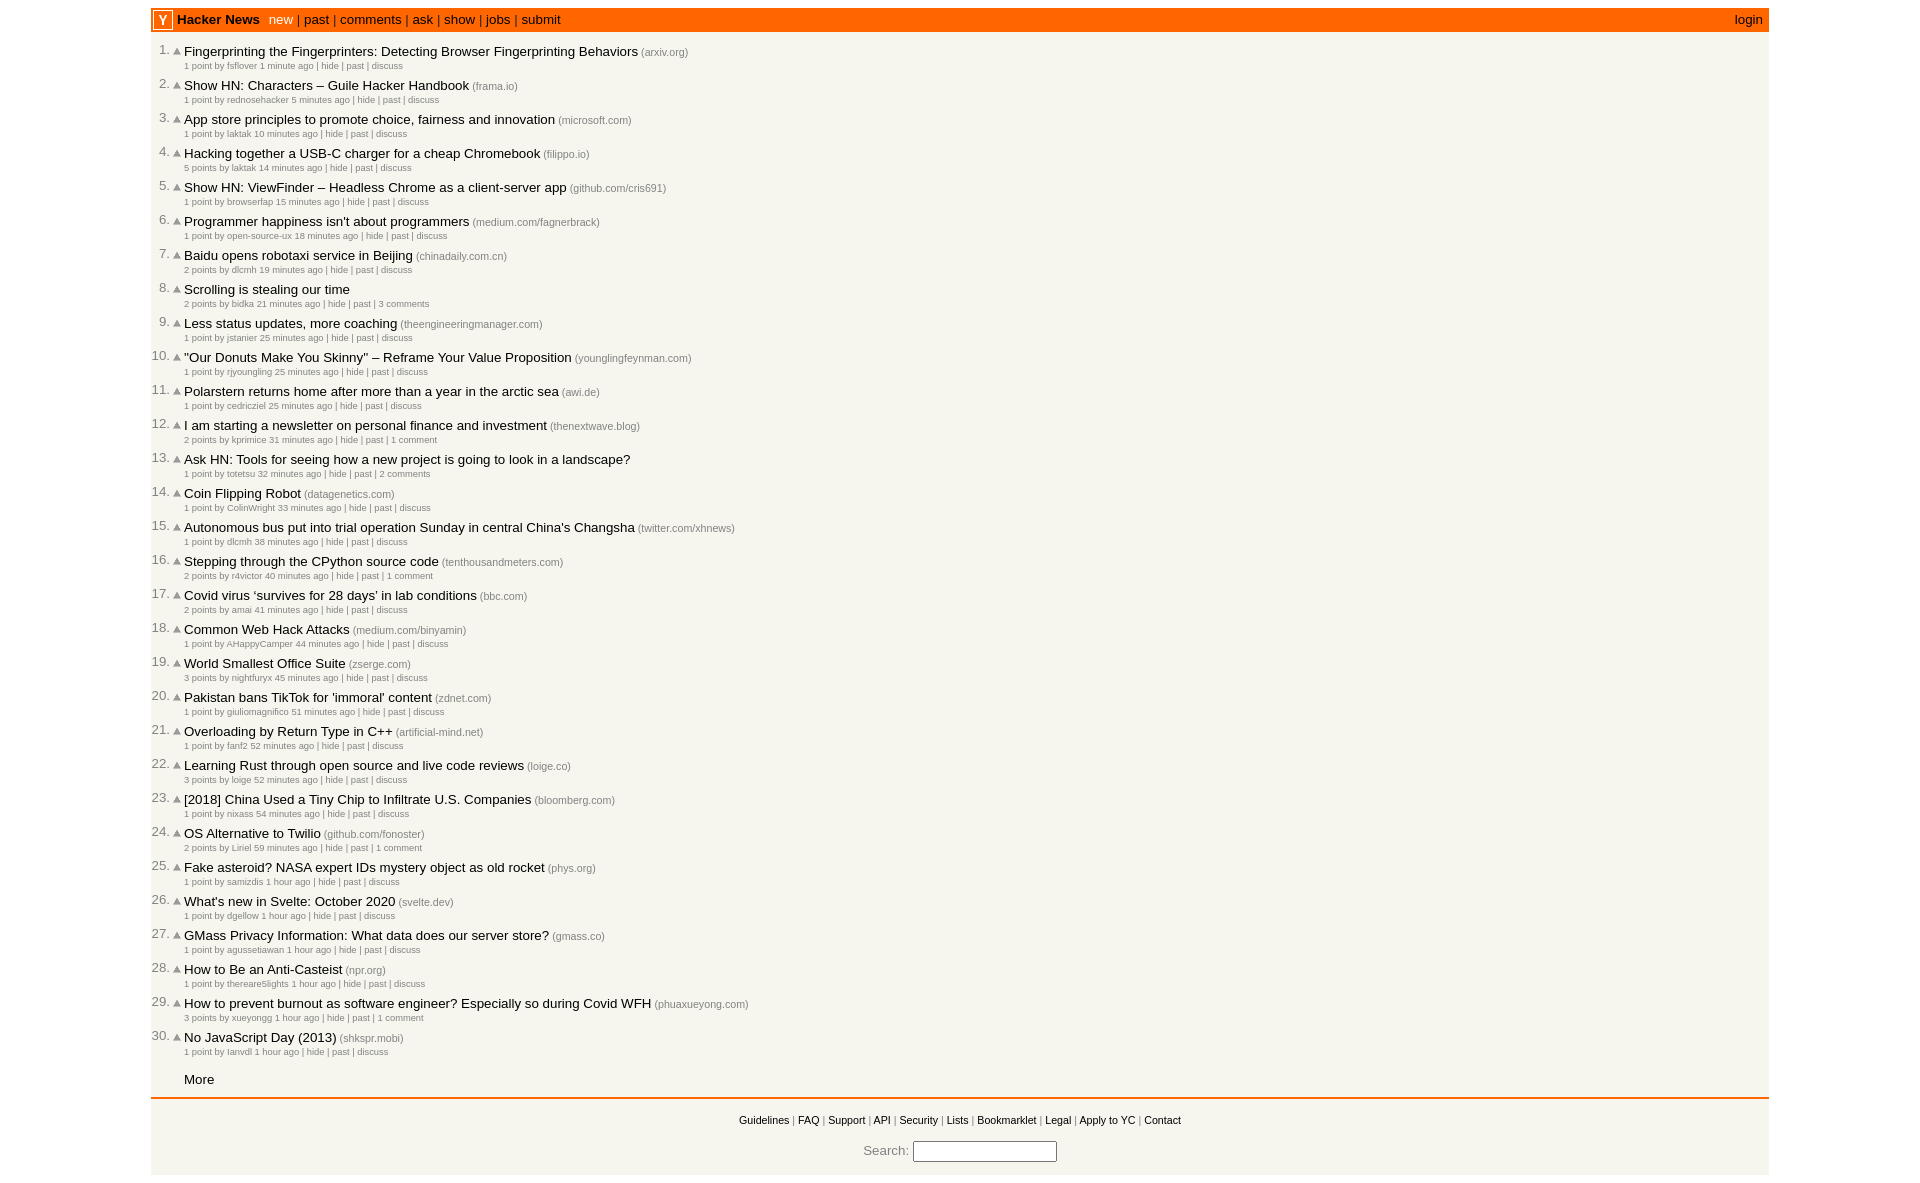 Y Hacker News new | past | comments | ask | show | jobs | submit login
1. Fingerprinting the Fingerprinters: Detecting Browser Fingerprinting Behaviors (arxiv.org)
1 point by fsflover 1 minute ago | hide | past | discuss
2. Show HN: Characters – Guile Hacker Handbook (frama.io)
1 point by rednosehacker 5 minutes ago | hide | past | discuss
3. App store principles to promote choice, fairness and innovation (microsoft.com)
1 point by laktak 10 minutes ago | hide | past | discuss
4. Hacking together a USB-C charger for a cheap Chromebook (filippo.io)
5 points by laktak 14 minutes ago | hide | past | discuss
5. Show HN: ViewFinder – Headless Chrome as a client-server app (github.com/cris691)
1 point by browserfap 15 minutes ago | hide | past | discuss
6. Programmer happiness isn't about programmers (medium.com/fagnerbrack)
1 point by open-source-ux 18 minutes ago | hide | past | discuss
7. Baidu opens robotaxi service in Beijing (chinadaily.com.cn)
2 points by dlcmh 19 minutes ago | hide | past | discuss
8. Scrolling is stealing our time
2 points by bidka 21 minutes ago | hide | past | 3 comments
9. Less status updates, more coaching (theengineeringmanager.com)
1 point by jstanier 25 minutes ago | hide | past | discuss
10. "Our Donuts Make You Skinny" – Reframe Your Value Proposition (younglingfeynman.com)
1 point by rjyoungling 25 minutes ago | hide | past | discuss
11. Polarstern returns home after more than a year in the arctic sea (awi.de)
1 point by cedricziel 25 minutes ago | hide | past | discuss
12. I am starting a newsletter on personal finance and investment (thenextwave.blog)
2 points by kprimice 31 minutes ago | hide | past | 1 comment
13. Ask HN: Tools for seeing how a new project is going to look in a landscape?
1 point by totetsu 32 minutes ago | hide | past | 2 comments
14. Coin Flipping Robot (datagenetics.com)
1 point by ColinWright 33 minutes ago | hide | past | discuss
15. Autonomous bus put into trial operation Sunday in central China's Changsha (twitter.com/xhnews)
1 point by dlcmh 38 minutes ago | hide | past | discuss
16. Stepping through the CPython source code (tenthousandmeters.com)
2 points by r4victor 40 minutes ago | hide | past | 1 comment
17. Covid virus ‘survives for 28 days’ in lab conditions (bbc.com)
2 points by amai 41 minutes ago | hide | past | discuss
18. Common Web Hack Attacks (medium.com/binyamin)
1 point by AHappyCamper 44 minutes ago | hide | past | discuss
19. World Smallest Office Suite (zserge.com)
3 points by nightfuryx 45 minutes ago | hide | past | discuss
20. Pakistan bans TikTok for 'immoral' content (zdnet.com)
1 point by giuliomagnifico 51 minutes ago | hide | past | discuss
21. Overloading by Return Type in C++ (artificial-mind.net)
1 point by fanf2 52 minutes ago | hide | past | discuss
22. Learning Rust through open source and live code reviews (loige.co)
3 points by loige 52 minutes ago | hide | past | discuss
23. [2018] China Used a Tiny Chip to Infiltrate U.S. Companies (bloomberg.com)
1 point by nixass 54 minutes ago | hide | past | discuss
24. OS Alternative to Twilio (github.com/fonoster)
2 points by Liriel 59 minutes ago | hide | past | 1 comment
25. Fake asteroid? NASA expert IDs mystery object as old rocket (phys.org)
1 point by samizdis 1 hour ago | hide | past | discuss
26. What's new in Svelte: October 2020 (svelte.dev)
1 point by dgellow 1 hour ago | hide | past | discuss
27. GMass Privacy Information: What data does our server store? (gmass.co)
1 point by agussetiawan 1 hour ago | hide | past | discuss
28. How to Be an Anti-Casteist (npr.org)
1 point by thereare5lights 1 hour ago | hide | past | discuss
29. How to prevent burnout as software engineer? Especially so during Covid WFH (phuaxueyong.com)
3 points by xueyongg 1 hour ago | hide | past | 1 comment
30. No JavaScript Day (2013) (shkspr.mobi)
1 point by Ianvdl 1 hour ago | hide | past | discuss
More
Guidelines | FAQ | Support | API | Security | Lists | Bookmarklet | Legal | Apply to YC | Contact
Search: